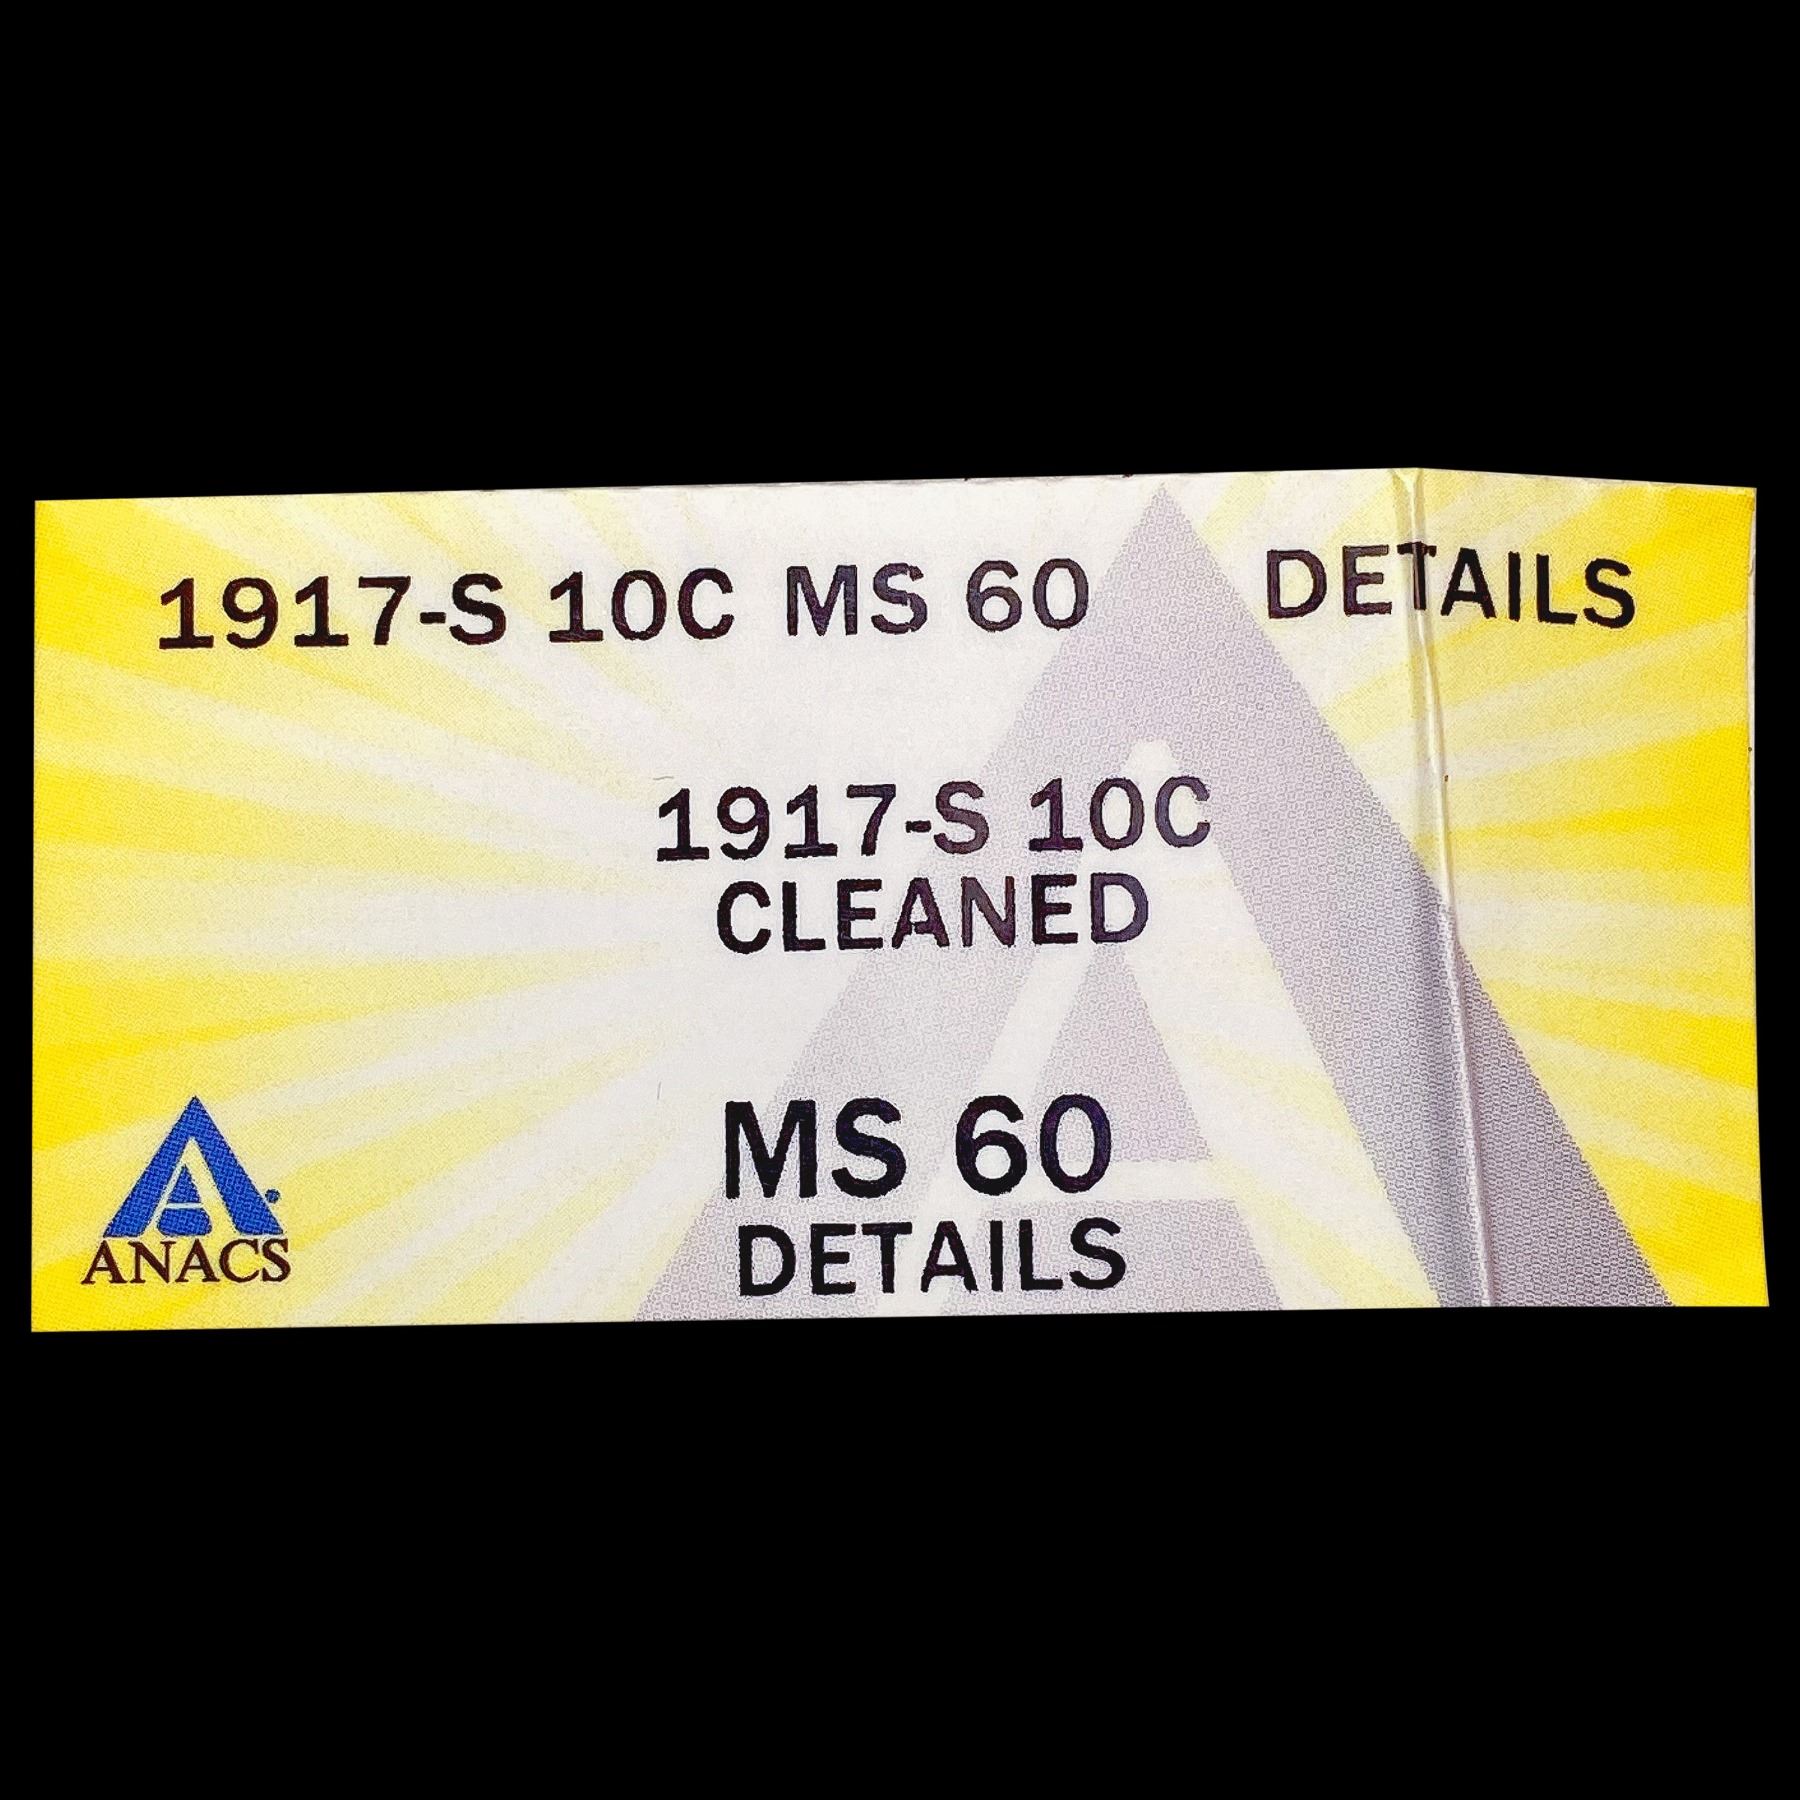 1917-S 10C MS 60 DETAILS
1917-S 10C
CLEANED
MS 60
DETAILS
ANACS